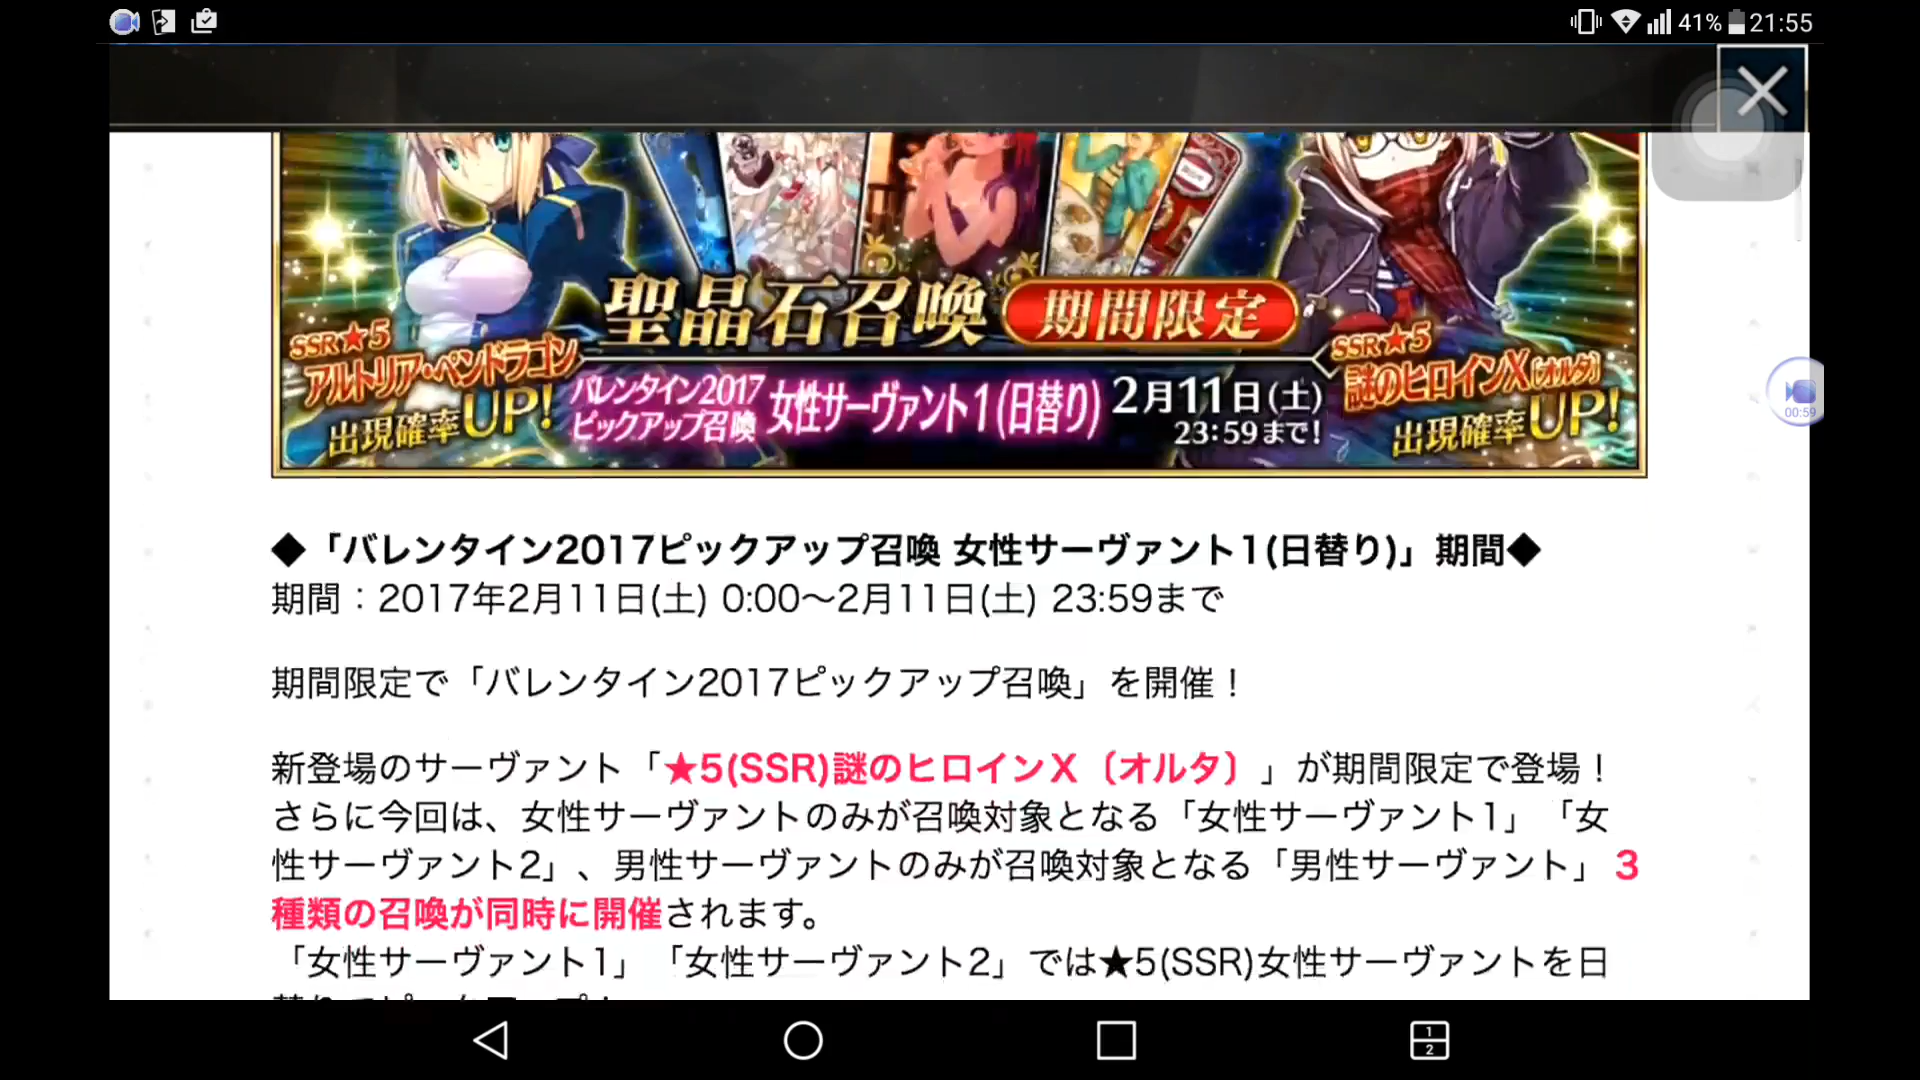 41% 21:55
聖晶石召喚 期間限定
SSR★5
アルトリア・ペンドラゴン
出現確率UP!
バレンタイン2017
ピックアップ召喚
女性サーヴァント1(日替り)
2月11日(土)
23:59まで!
SSR★5
謎のヒロインX〔オルタ〕
出現確率UP!
00:59
◆「バレンタイン2017ピックアップ召喚 女性サーヴァント1(日替り)」期間◆
期間：2017年2月11日(土) 0:00～2月11日(土) 23:59まで
期間限定で「バレンタイン2017ピックアップ召喚」を開催！
新登場のサーヴァント「★5(SSR)謎のヒロインX〔オルタ〕」が期間限定で登場！
さらに今回は、女性サーヴァントのみが召喚対象となる「女性サーヴァント1」「女
性サーヴァント2」、男性サーヴァントのみが召喚対象となる「男性サーヴァント」3
種類の召喚が同時に開催されます。
「女性サーヴァント1」「女性サーヴァント2」では★5(SSR)女性サーヴァントを日
1
2